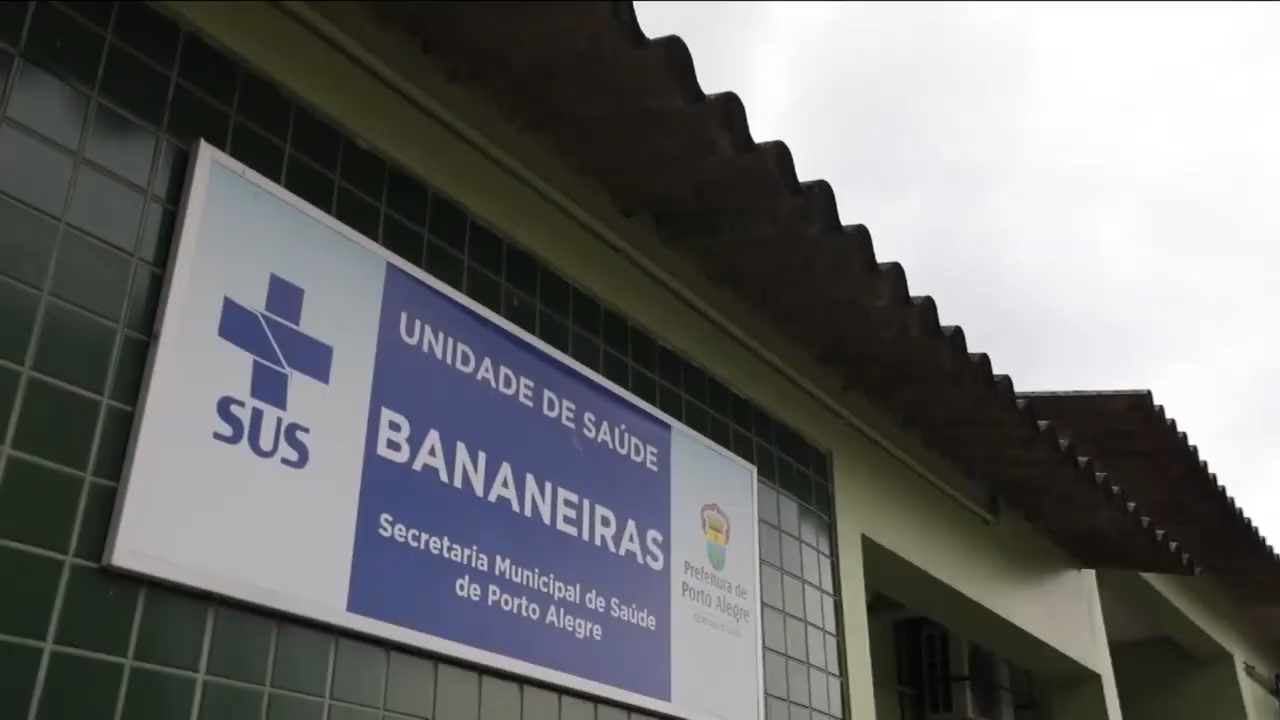 SUS
UNIDADE DE SAÚDE
BANANEIRAS
Secretaria Municipal de Saúde
de Porto Alegre
Prefeitura de
Porto Alegre